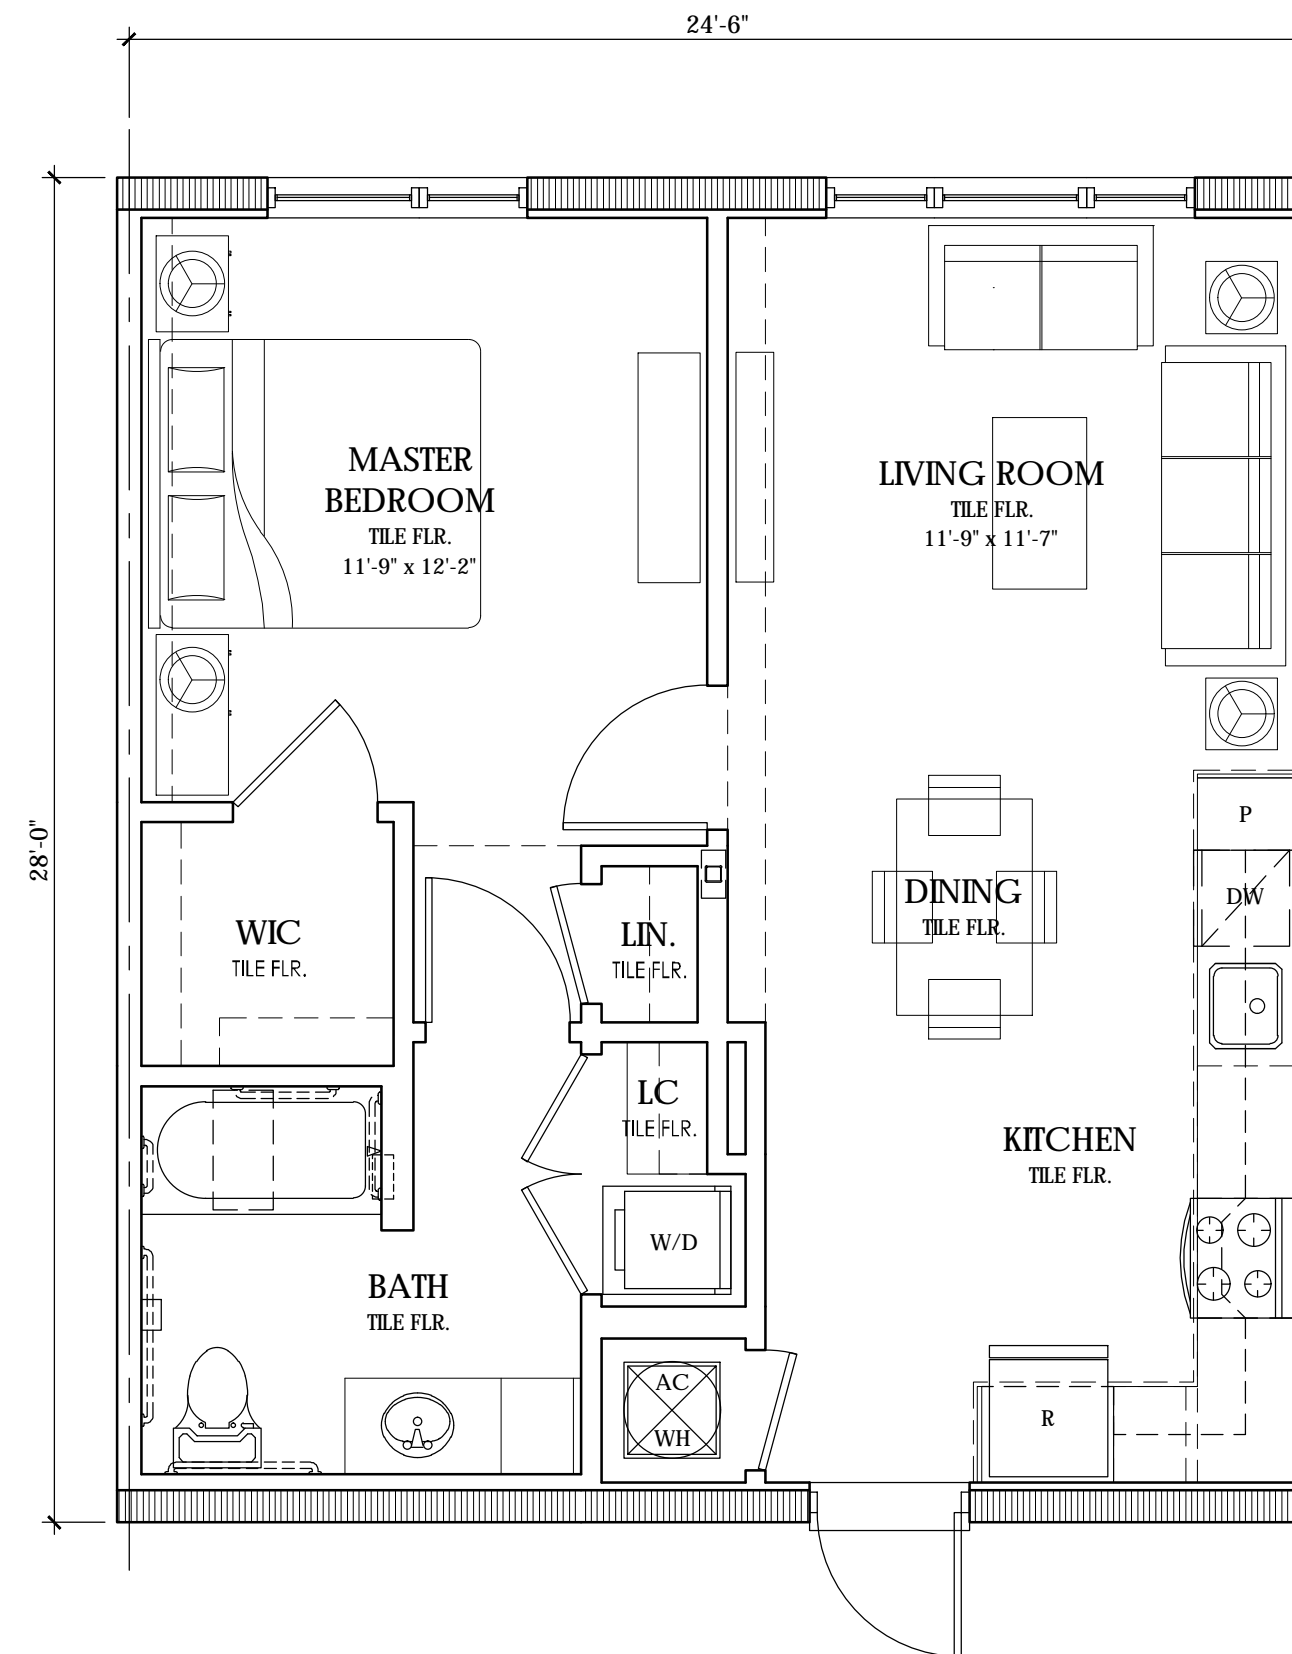 24'-6"
28'-0"
MASTER
BEDROOM
TILE FLR.
11'-9" x 12'-2"
LIVING ROOM
TILE FLR.
11'-9" x 11'-7"
P
DW
DINING
TILE FLR.
WIC
TILE FLR.
LIN.
TILE FLR.
LC
TILE FLR.
KITCHEN
TILE FLR.
W/D
BATH
TILE FLR.
AC
WH
R